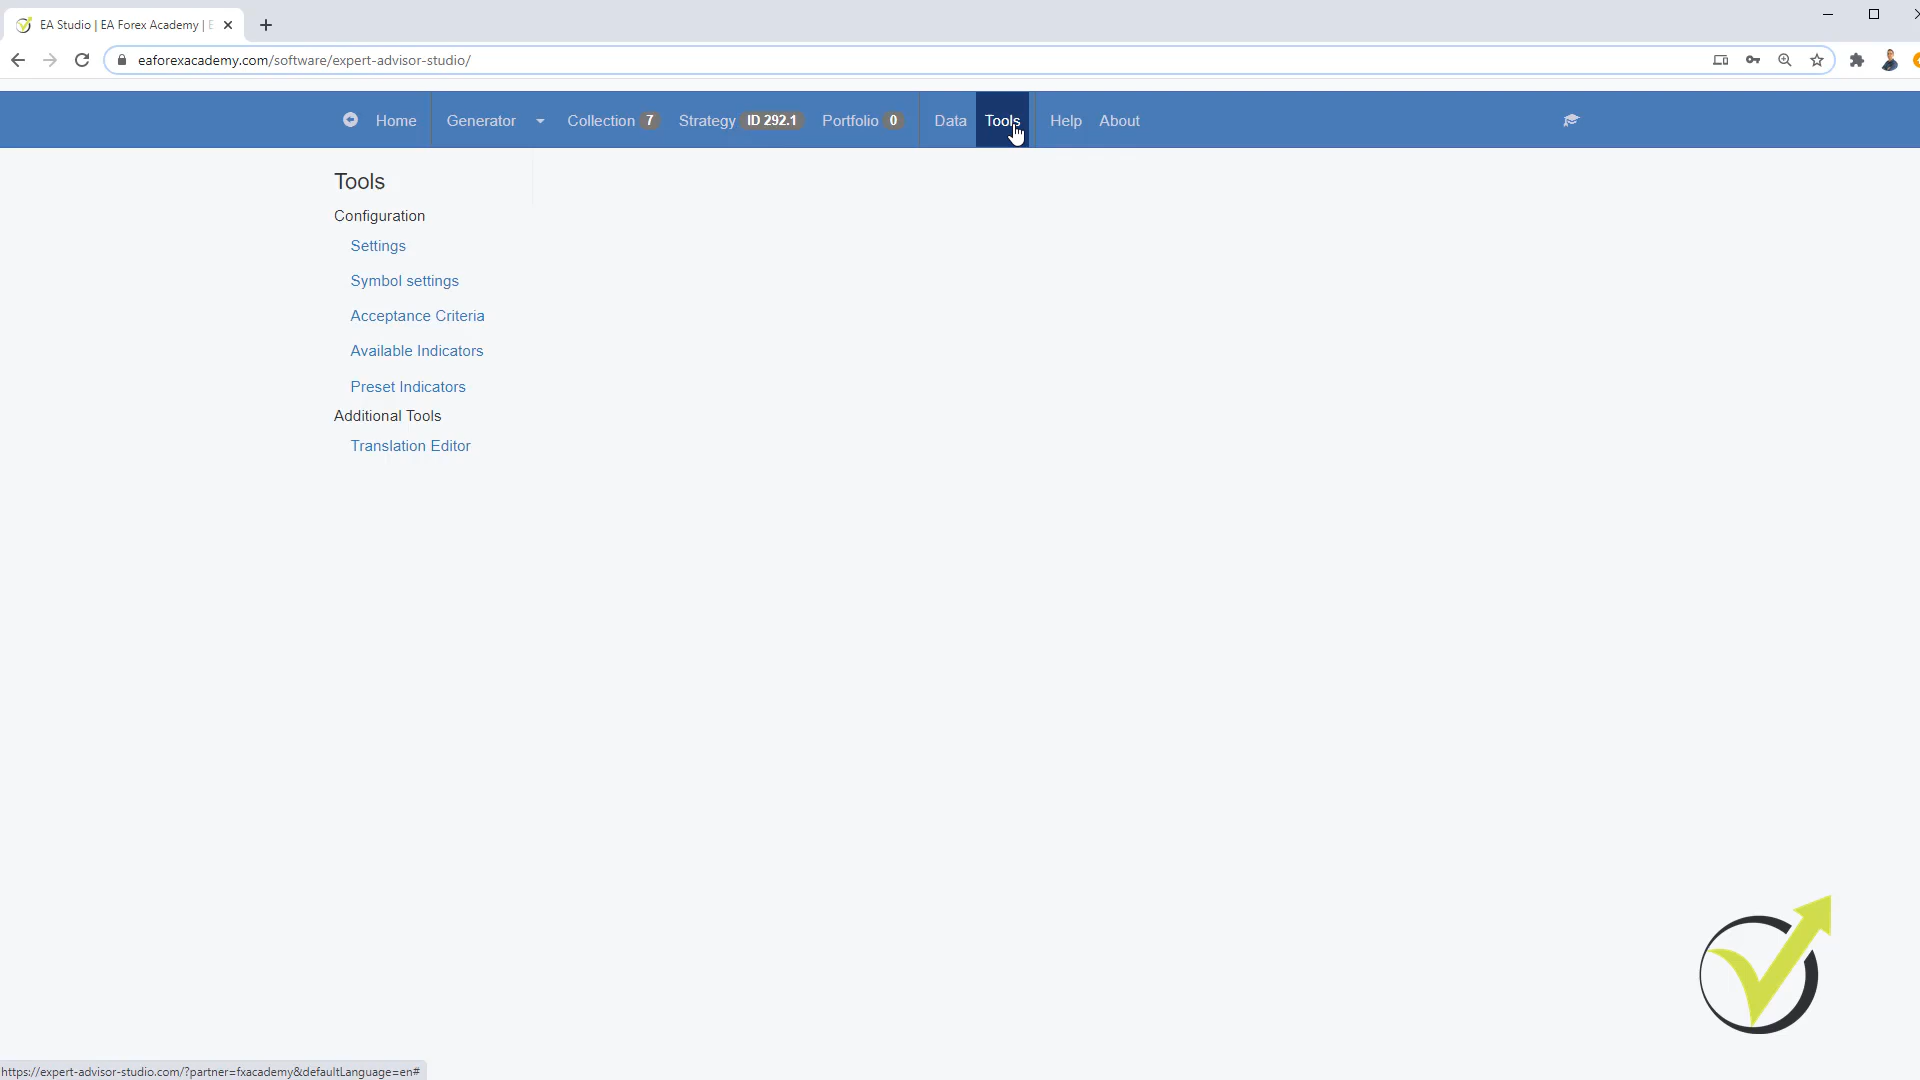 EA Studio | EA Forex Academy |
eaforexacademy.com/software/expert-advisor-studio/
Home Generator Collection 7 Strategy ID 292.1 Portfolio 0 Data Tools Help About
Tools
Configuration
Settings
Symbol settings
Acceptance Criteria
Available Indicators
Preset Indicators
Additional Tools
Translation Editor
https://expert-advisor-studio.com/?partner=fxacademy&defaultLanguage=en#